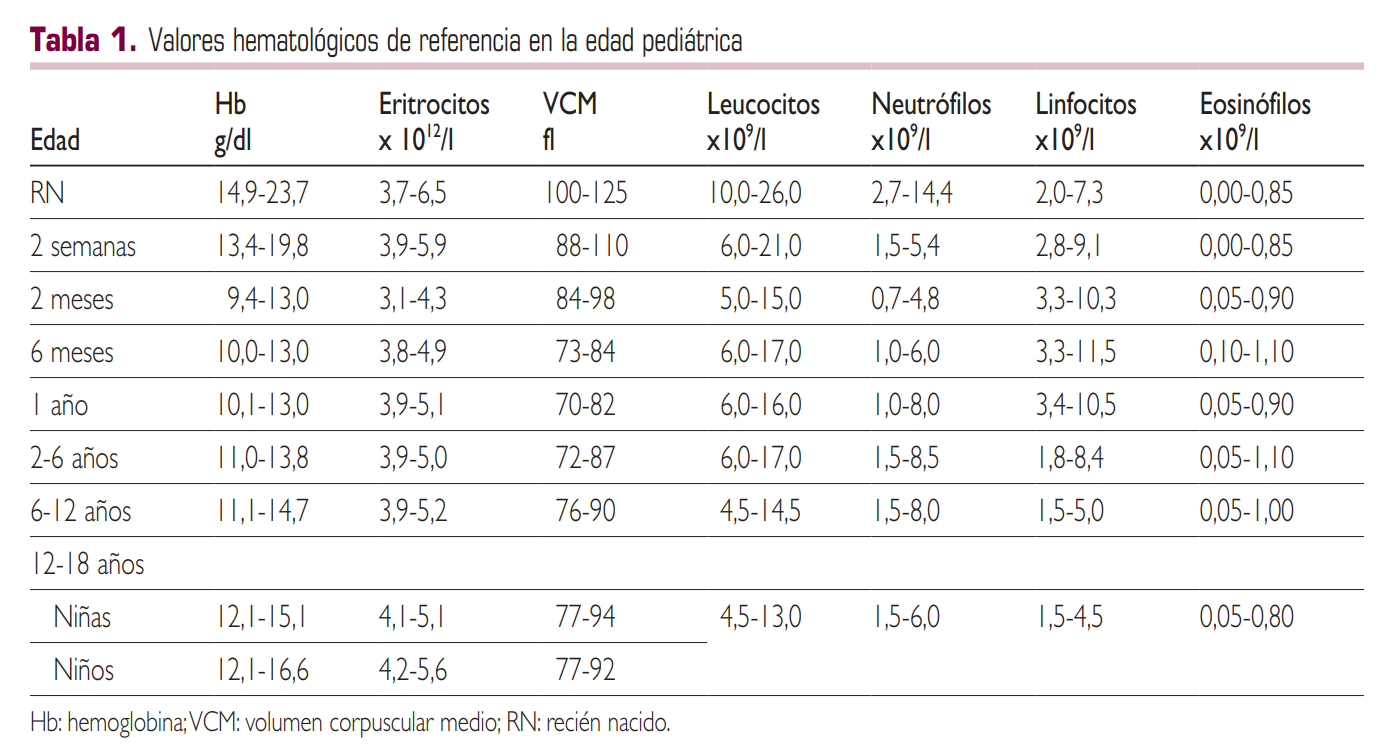 Tabla 1. Valores hematológicos de referencia en la edad pediátrica
Hb Eritrocitos VCM Leucocitos Neutrófilos Linfocitos Eosinófilos
Edad g/dl x 10¹²/l fl x10⁹/l x10⁹/l x10⁹/l x10⁹/l
RN 14,9-23,7 3,7-6,5 100-125 10,0-26,0 2,7-14,4 2,0-7,3 0,00-0,85
2 semanas 13,4-19,8 3,9-5,9 88-110 6,0-21,0 1,5-5,4 2,8-9,1 0,00-0,85
2 meses 9,4-13,0 3,1-4,3 84-98 5,0-15,0 0,7-4,8 3,3-10,3 0,05-0,90
6 meses 10,0-13,0 3,8-4,9 73-84 6,0-17,0 1,0-6,0 3,3-11,5 0,10-1,10
1 año 10,1-13,0 3,9-5,1 70-82 6,0-16,0 1,0-8,0 3,4-10,5 0,05-0,90
2-6 años 11,0-13,8 3,9-5,0 72-87 6,0-17,0 1,5-8,5 1,8-8,4 0,05-1,10
6-12 años 11,1-14,7 3,9-5,2 76-90 4,5-14,5 1,5-8,0 1,5-5,0 0,05-1,00
12-18 años
Niñas 12,1-15,1 4,1-5,1 77-94 4,5-13,0 1,5-6,0 1,5-4,5 0,05-0,80
Niños 12,1-16,6 4,2-5,6 77-92
Hb: hemoglobina; VCM: volumen corpuscular medio; RN: recién nacido.